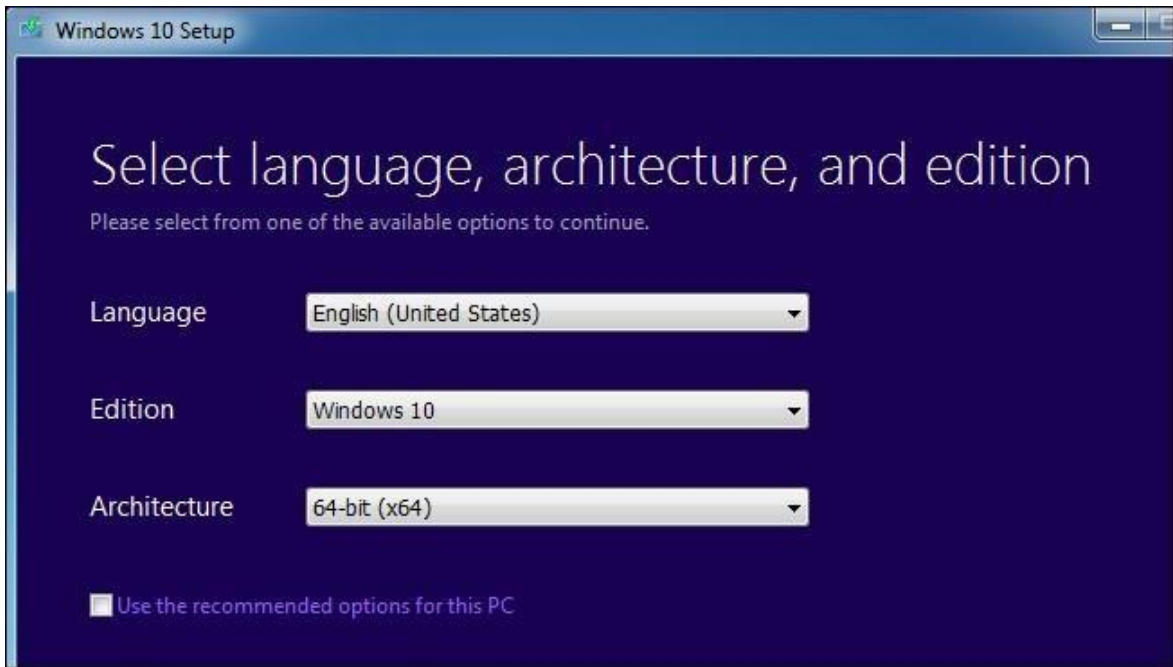 Windows 10 Setup
Select language, architecture, and edition
Please select from one of the available options to continue.
Language English (United States)
Edition Windows 10
Architecture 64-bit (x64)
Use the recommended options for this PC